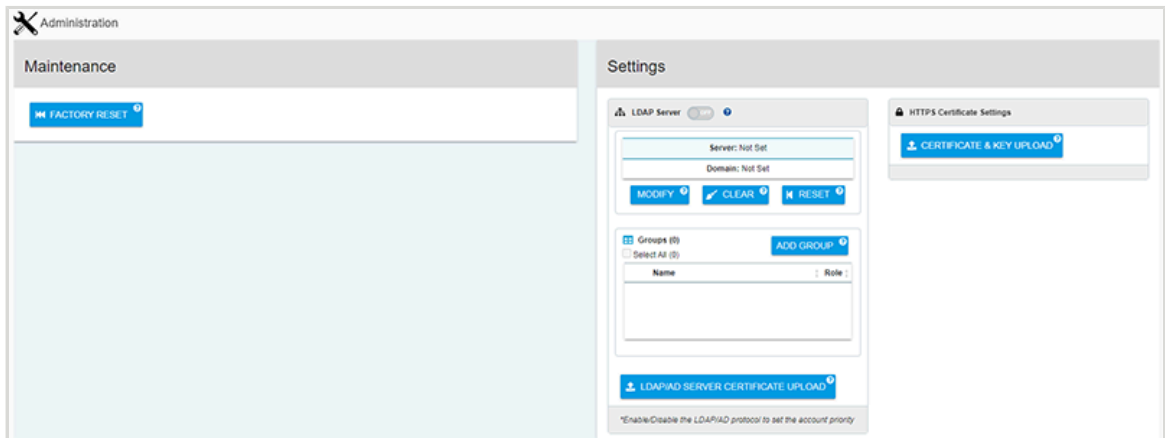 Administration
Maintenance
FACTORY RESET ?
Settings
LDAP Server OFF ?
Server: Not Set
Domain: Not Set
MODIFY ? CLEAR ? RESET ?
Groups (0)
Select All (0)
ADD GROUP ?
Name Role
LDAP/AD SERVER CERTIFICATE UPLOAD ?
*Enable/Disable the LDAP/AD protocol to set the account priority
HTTPS Certificate Settings
CERTIFICATE & KEY UPLOAD ?